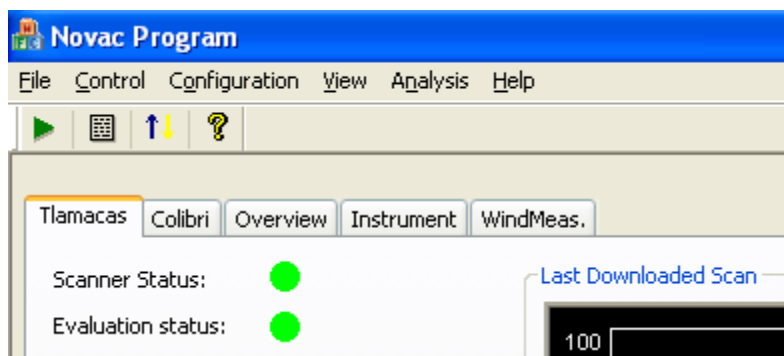 Novac Program
File Control Configuration View Analysis Help
Tlamacas Colibri Overview Instrument WindMeas.
Scanner Status:
Last Downloaded Scan
Evaluation status:
100